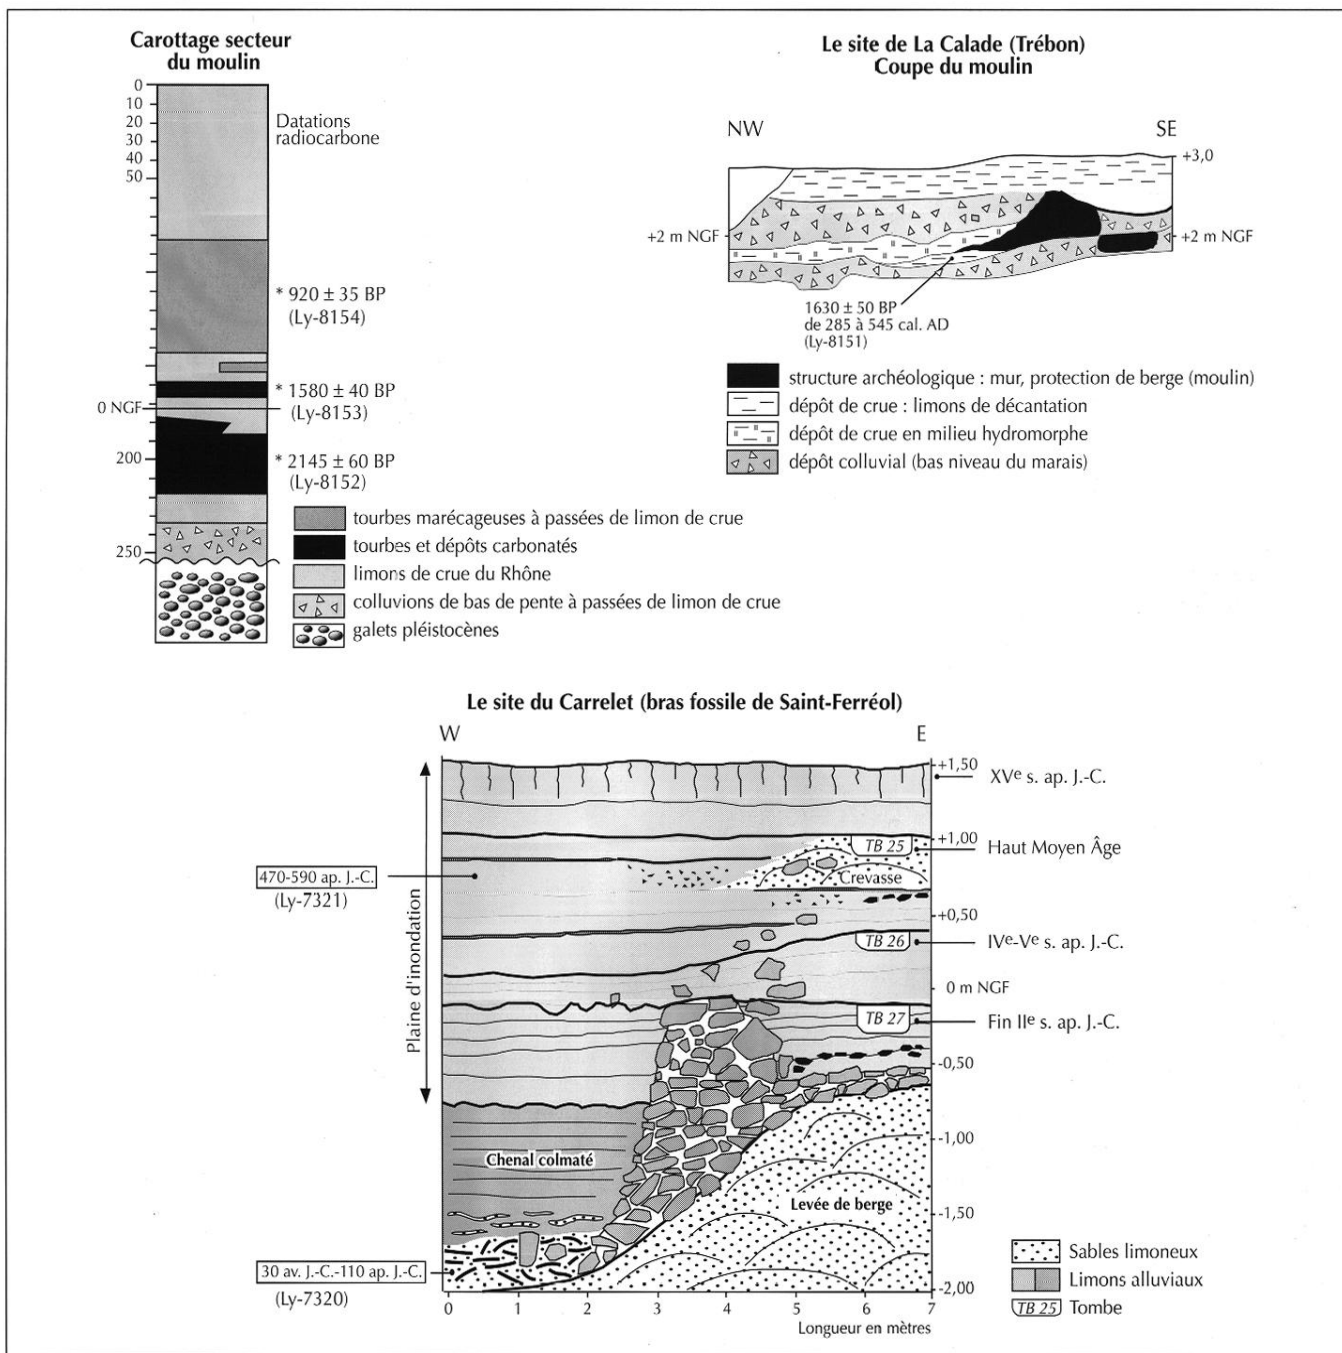 Carottage secteur
du moulin
0
10
20
30
40
50
Datations
radiocarbone
* 920 ± 35 BP
(Ly-8154)
* 1580 ± 40 BP
(Ly-8153)
0 NGF
200
* 2145 ± 60 BP
(Ly-8152)
250
tourbes marécageuses à passées de limon de crue
tourbes et dépôts carbonatés
limons de crue du Rhône
colluvions de bas de pente à passées de limon de crue
galets pléistocènes
Le site de La Calade (Trébon)
Coupe du moulin
NW
SE
+3,0
+2 m NGF
+2 m NGF
1630 ± 50 BP
de 285 à 545 cal. AD
(Ly-8151)
structure archéologique : mur, protection de berge (moulin)
dépôt de crue : limons de décantation
dépôt de crue en milieu hydromorphe
dépôt colluvial (bas niveau du marais)
Le site du Carrelet (bras fossile de Saint-Ferréol)
W
E
+1,50
XVe s. ap. J.-C.
+1,00
TB 25
Haut Moyen Âge
Crevasse
470-590 ap. J.-C.
(Ly-7321)
+0,50
TB 26
IVe-Ve s. ap. J.-C.
0 m NGF
TB 27
Fin IIe s. ap. J.-C.
Plaine d'inondation
-0,50
-1,00
Chenal colmaté
Levée de berge
-1,50
30 av. J.-C.-110 ap. J.-C.
(Ly-7320)
-2,00
0 1 2 3 4 5 6 7
Longueur en mètres
Sables limoneux
Limons alluviaux
TB 25 Tombe